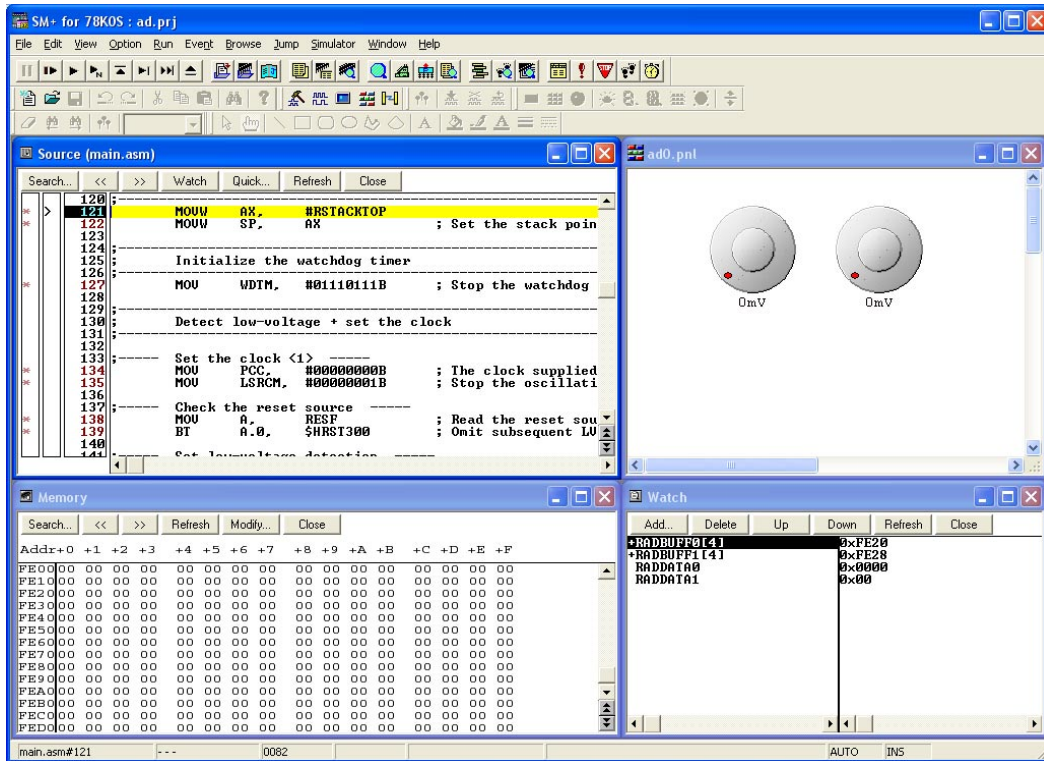 SM+ for 78K0S : ad.prj
File Edit View Option Run Event Browse Jump Simulator Window Help
Source (main.asm)
Search... << >> Watch Quick... Refresh Close
120 ;----------
121 MOVW AX, #RSTACKTOP
122 MOVW SP, AX ; Set the stack poin
123
124 ;----------
125 ; Initialize the watchdog timer
126 ;----------
127 MOV WDTM, #01110111B ; Stop the watchdog
128
129 ;----------
130 ; Detect low-voltage + set the clock
131 ;----------
132
133 ;----- Set the clock <1> -----
134 MOV PCC, #00000000B ; The clock supplied
135 MOV LSRCM, #00000001B ; Stop the oscillati
136
137 ;----- Check the reset source -----
138 MOV A, RESF ; Read the reset sou
139 BT A.0, $HRST300 ; Omit subsequent LV
140
141 ;----- Set low-voltage detection -----
ad0.pnl
0mV 0mV
Memory
Search... << >> Refresh Modify... Close
Addr +0 +1 +2 +3 +4 +5 +6 +7 +8 +9 +A +B +C +D +E +F
FE00 00 00 00 00 00 00 00 00 00 00 00 00 00 00 00 00
FE10 00 00 00 00 00 00 00 00 00 00 00 00 00 00 00 00
FE20 00 00 00 00 00 00 00 00 00 00 00 00 00 00 00 00
FE30 00 00 00 00 00 00 00 00 00 00 00 00 00 00 00 00
FE40 00 00 00 00 00 00 00 00 00 00 00 00 00 00 00 00
FE50 00 00 00 00 00 00 00 00 00 00 00 00 00 00 00 00
FE60 00 00 00 00 00 00 00 00 00 00 00 00 00 00 00 00
FE70 00 00 00 00 00 00 00 00 00 00 00 00 00 00 00 00
FE80 00 00 00 00 00 00 00 00 00 00 00 00 00 00 00 00
FE90 00 00 00 00 00 00 00 00 00 00 00 00 00 00 00 00
FEA0 00 00 00 00 00 00 00 00 00 00 00 00 00 00 00 00
FEB0 00 00 00 00 00 00 00 00 00 00 00 00 00 00 00 00
FEC0 00 00 00 00 00 00 00 00 00 00 00 00 00 00 00 00
FED0 00 00 00 00 00 00 00 00 00 00 00 00 00 00 00 00
Watch
Add... Delete Up Down Refresh Close
+RADBUFF0[4] 0xFE20
+RADBUFF1[4] 0xFE28
RADDATA0 0x0000
RADDATA1 0x00
main.asm#121 --- 0082 AUTO INS